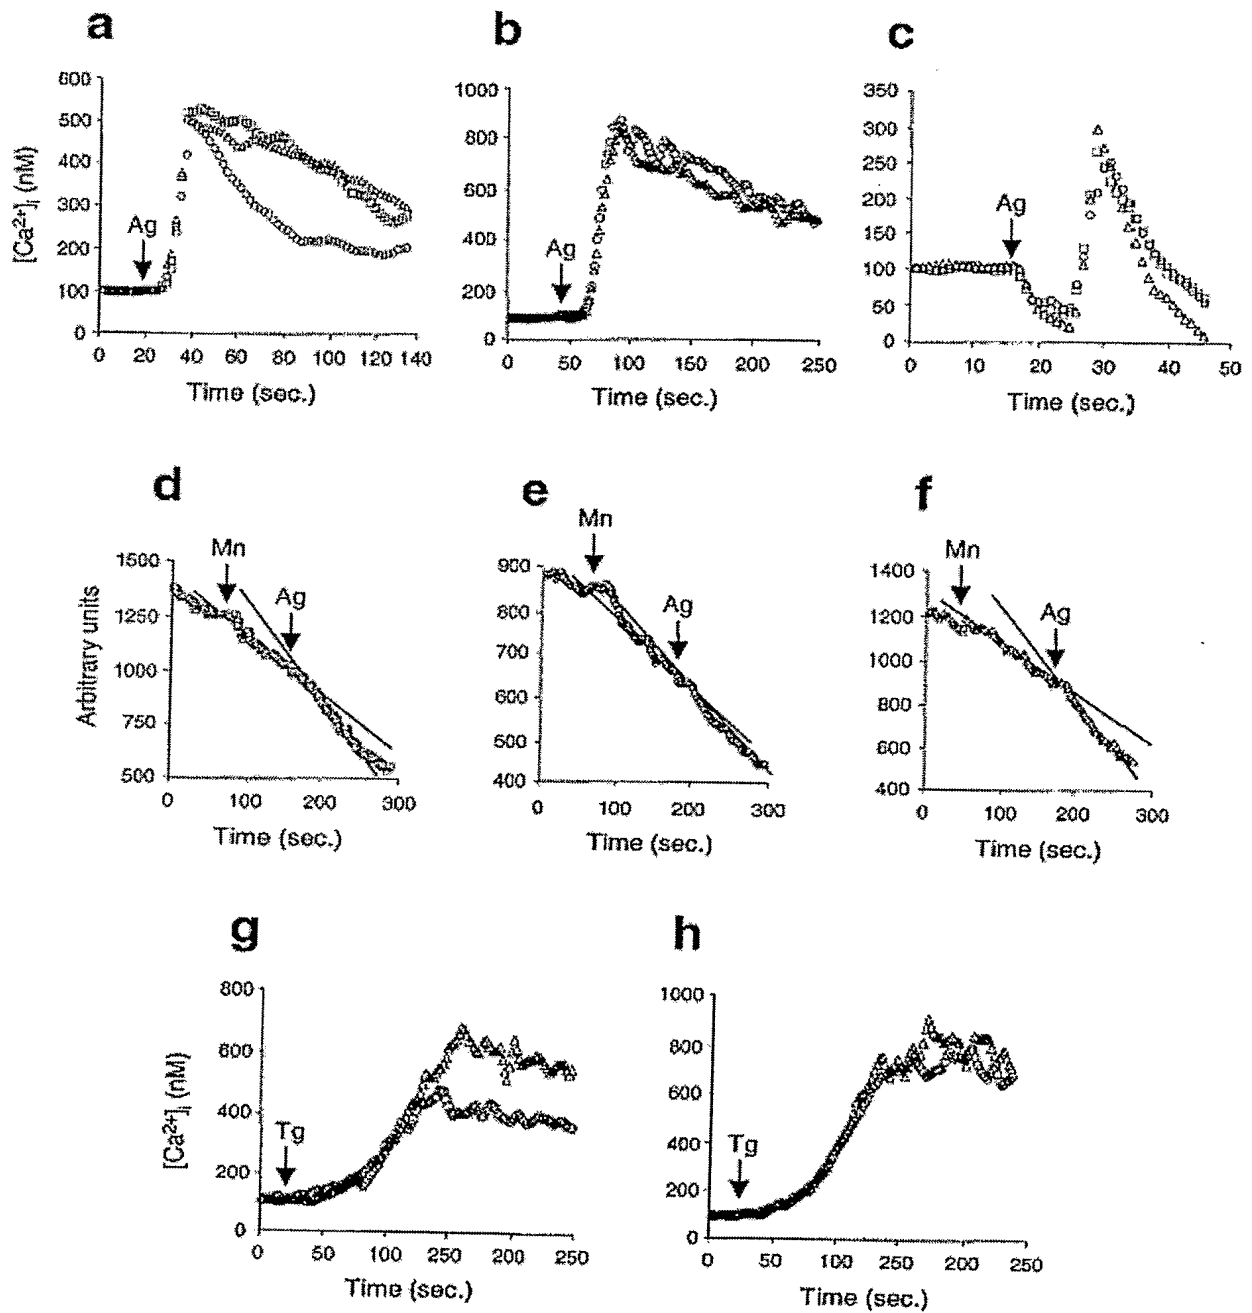 a
b
c
[Ca2+]i (nM)
600
500
400
300
200
100
0
Ag
0 20 40 60 80 100 120 140
Time (sec.)
1000
800
600
400
200
0
Ag
0 50 100 150 200 250
Time (sec.)
350
300
250
200
150
100
50
0
Ag
0 10 20 30 40 50
Time (sec.)
d
e
f
Arbitrary units
1500
1250
1000
750
500
Mn
Ag
0 100 200 300
Time (sec.)
900
800
700
600
500
400
Mn
Ag
0 100 200 300
Time (sec.)
1400
1200
1000
800
600
400
Mn
Ag
0 100 200 300
Time (sec.)
g
h
[Ca2+]i (nM)
800
600
400
200
0
Tg
0 50 100 250 200 250
Time (sec.)
1000
800
600
400
200
0
Tg
0 50 100 250 200 250
Time (sec.)